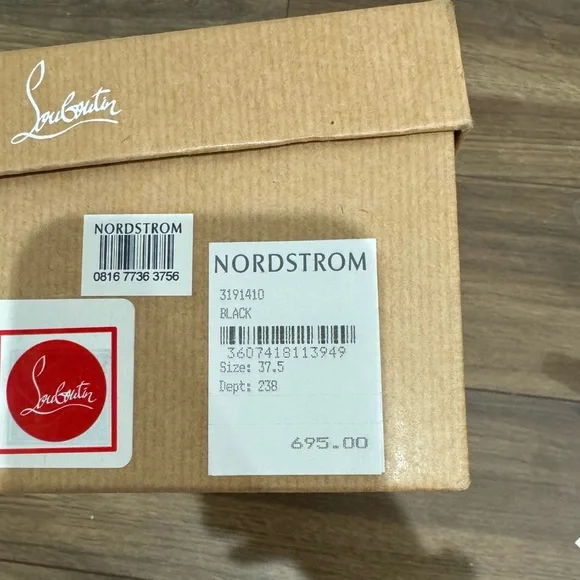 Louboutin
NORDSTROM
0816 7736 3756
NORDSTROM
3191410
BLACK
3607418113949
Size: 37.5
Dept: 238
695.00
Louboutin